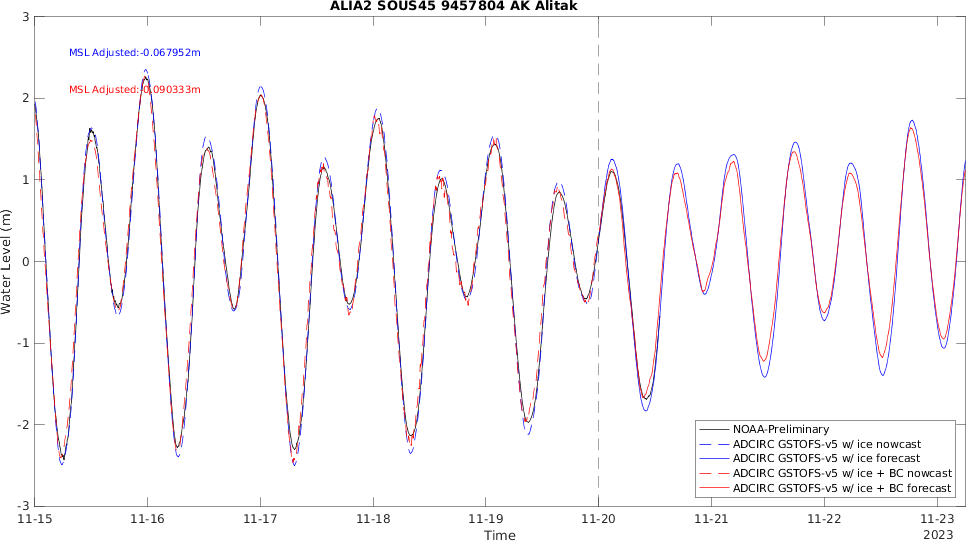 ALIA2 SOUS45 9457804 AK Alitak
MSL Adjusted:-0.067952m
MSL Adjusted:-0.090333m
3
2
1
0
-1
-2
-3
Water Level (m)
NOAA-Preliminary
ADCIRC GSTOFS-v5 w/ ice nowcast
ADCIRC GSTOFS-v5 w/ ice forecast
ADCIRC GSTOFS-v5 w/ ice + BC nowcast
ADCIRC GSTOFS-v5 w/ ice + BC forecast
11-15 11-16 11-17 11-18 11-19 11-20 11-21 11-22 11-23
Time
2023